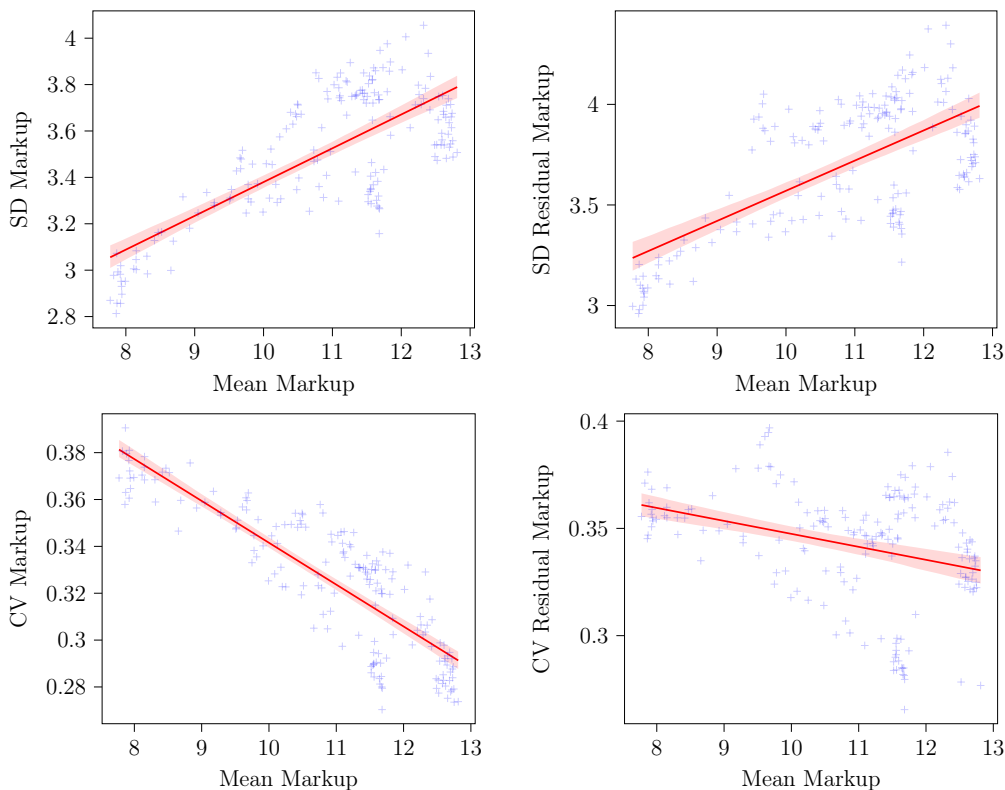 4
3.8
3.6
3.4
3.2
3
2.8
SD Markup
8 9 10 11 12 13
Mean Markup
4
3.5
3
SD Residual Markup
8 9 10 11 12 13
Mean Markup
0.38
0.36
0.34
0.32
0.3
0.28
CV Markup
8 9 10 11 12 13
Mean Markup
0.4
0.35
0.3
CV Residual Markup
8 9 10 11 12 13
Mean Markup